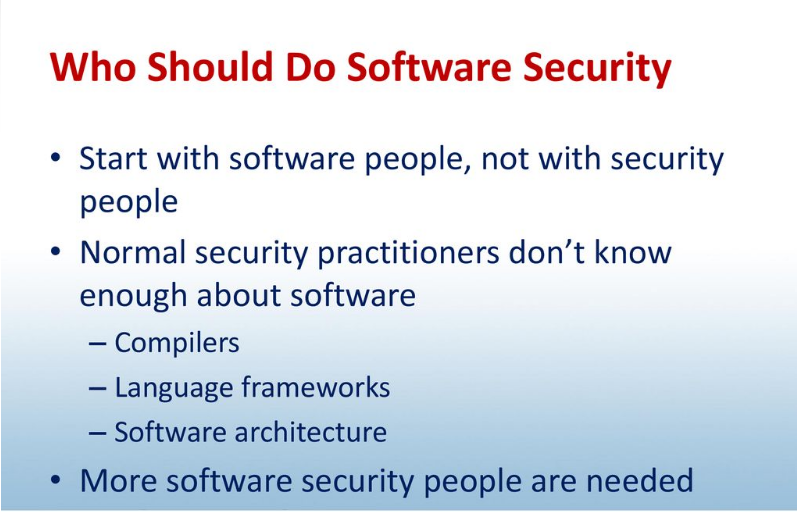 Who Should Do Software Security
• Start with software people, not with security
people
• Normal security practitioners don’t know
enough about software
– Compilers
– Language frameworks
– Software architecture
• More software security people are needed